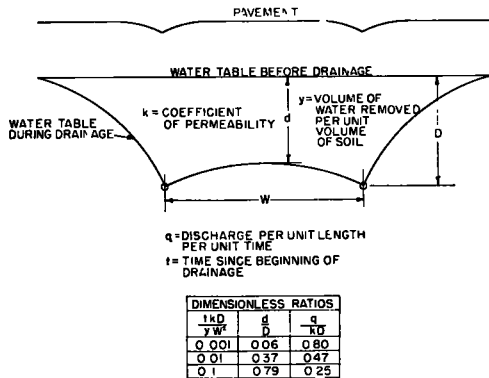 PAVEMENT
WATER TABLE BEFORE DRAINAGE
WATER TABLE
DURING DRAINAGE
k = COEFFICIENT
OF PERMEABILITY
d
y = VOLUME OF
WATER REMOVED
PER UNIT
VOLUME
OF SOIL
D
W
q = DISCHARGE PER UNIT LENGTH
PER UNIT TIME
t = TIME SINCE BEGINNING OF
DRAINAGE
DIMENSIONLESS RATIOS
tkD/yW² d/D q/kD
0 001 0 06 0 80
0 01 0 37 0 47
0 1 0 79 0 25